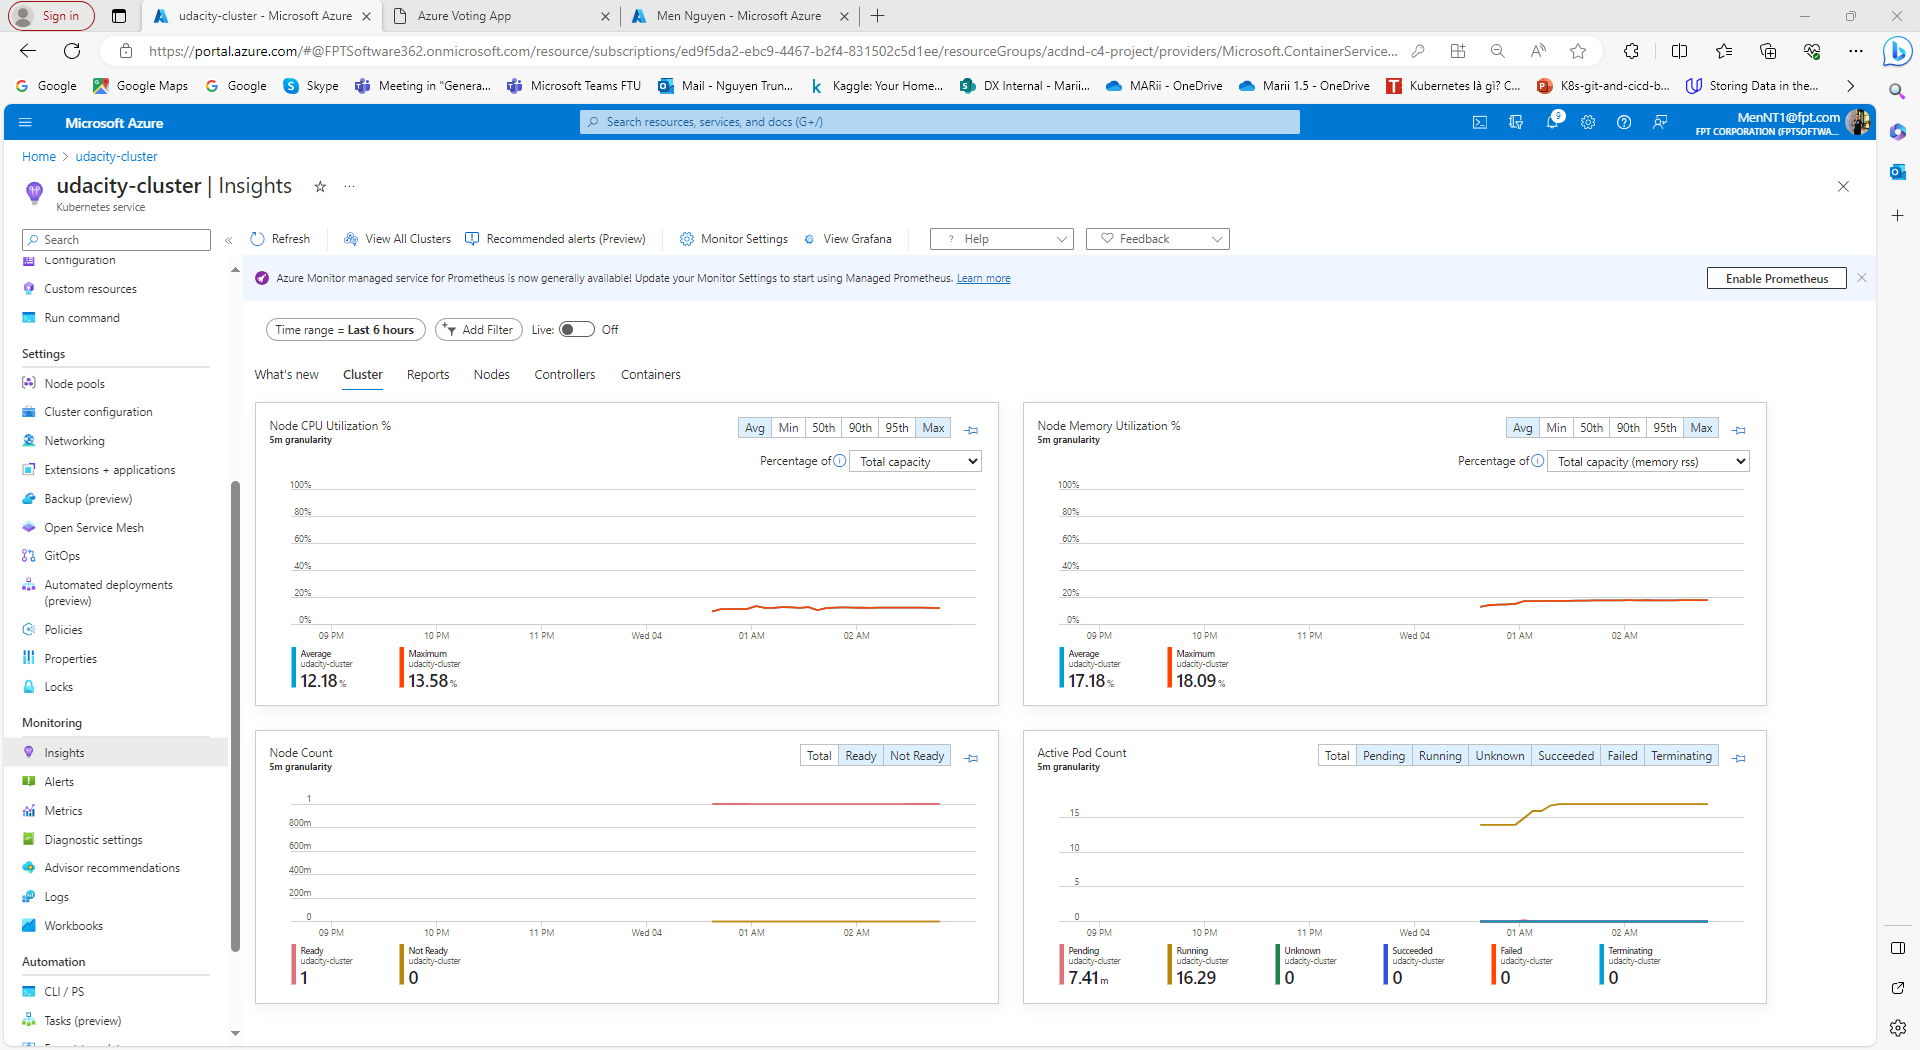 Sign in
udacity-cluster - Microsoft Azure
Azure Voting App
Men Nguyen - Microsoft Azure
https://portal.azure.com/#@FPTSoftware362.onmicrosoft.com/resource/subscriptions/ed9f5da2-ebc9-4467-b2f4-831502c5d1ee/resourceGroups/acdnd-c4-project/providers/Microsoft.ContainerService...
Google
Google Maps
Google
Skype
Meeting in "Genera...
Microsoft Teams FTU
Mail - Nguyen Trun...
Kaggle: Your Home...
DX Internal - Marii...
MARii - OneDrive
Marii 1.5 - OneDrive
Kubernetes là gì? C...
K8s-git-and-cicd-b...
Storing Data in the...
Microsoft Azure
Search resources, services, and docs (G+/)
9
MenNT1@fpt.com
FPT CORPORATION (FPTSOFTWA...
Home > udacity-cluster
udacity-cluster | Insights
Kubernetes service
Search
Configuration
Custom resources
Run command
Settings
Node pools
Cluster configuration
Networking
Extensions + applications
Backup (preview)
Open Service Mesh
GitOps
Automated deployments
(preview)
Policies
Properties
Locks
Monitoring
Insights
Alerts
Metrics
Diagnostic settings
Advisor recommendations
Logs
Workbooks
Automation
CLI / PS
Tasks (preview)
Refresh
View All Clusters
Recommended alerts (Preview)
Monitor Settings
View Grafana
? Help
Feedback
Azure Monitor managed service for Prometheus is now generally available! Update your Monitor Settings to start using Managed Prometheus. Learn more
Enable Prometheus
Time range = Last 6 hours
Add Filter
Live: Off
What's new
Cluster
Reports
Nodes
Controllers
Containers
Node CPU Utilization %
5m granularity
Avg Min 50th 90th 95th Max
Percentage of Total capacity
100%
80%
60%
40%
20%
0%
09 PM 10 PM 11 PM Wed 04 01 AM 02 AM
Average
udacity-cluster
12.18 %
Maximum
udacity-cluster
13.58 %
Node Memory Utilization %
5m granularity
Avg Min 50th 90th 95th Max
Percentage of Total capacity (memory rss)
100%
80%
60%
40%
20%
0%
09 PM 10 PM 11 PM Wed 04 01 AM 02 AM
Average
udacity-cluster
17.18 %
Maximum
udacity-cluster
18.09 %
Node Count
5m granularity
Total Ready Not Ready
1
800m
600m
400m
200m
0
09 PM 10 PM 11 PM Wed 04 01 AM 02 AM
Ready
udacity-cluster
1
Not Ready
udacity-cluster
0
Active Pod Count
5m granularity
Total Pending Running Unknown Succeeded Failed Terminating
15
10
5
0
09 PM 10 PM 11 PM Wed 04 01 AM 02 AM
Pending
udacity-cluster
7.41 m
Running
udacity-cluster
16.29
Unknown
udacity-cluster
0
Succeeded
udacity-cluster
0
Failed
udacity-cluster
0
Terminating
udacity-cluster
0